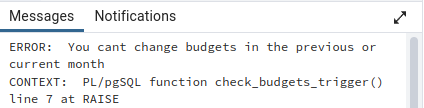 Messages Notifications
ERROR:  You cant change budgets in the previous or
current month
CONTEXT:  PL/pgSQL function check_budgets_trigger()
line 7 at RAISE